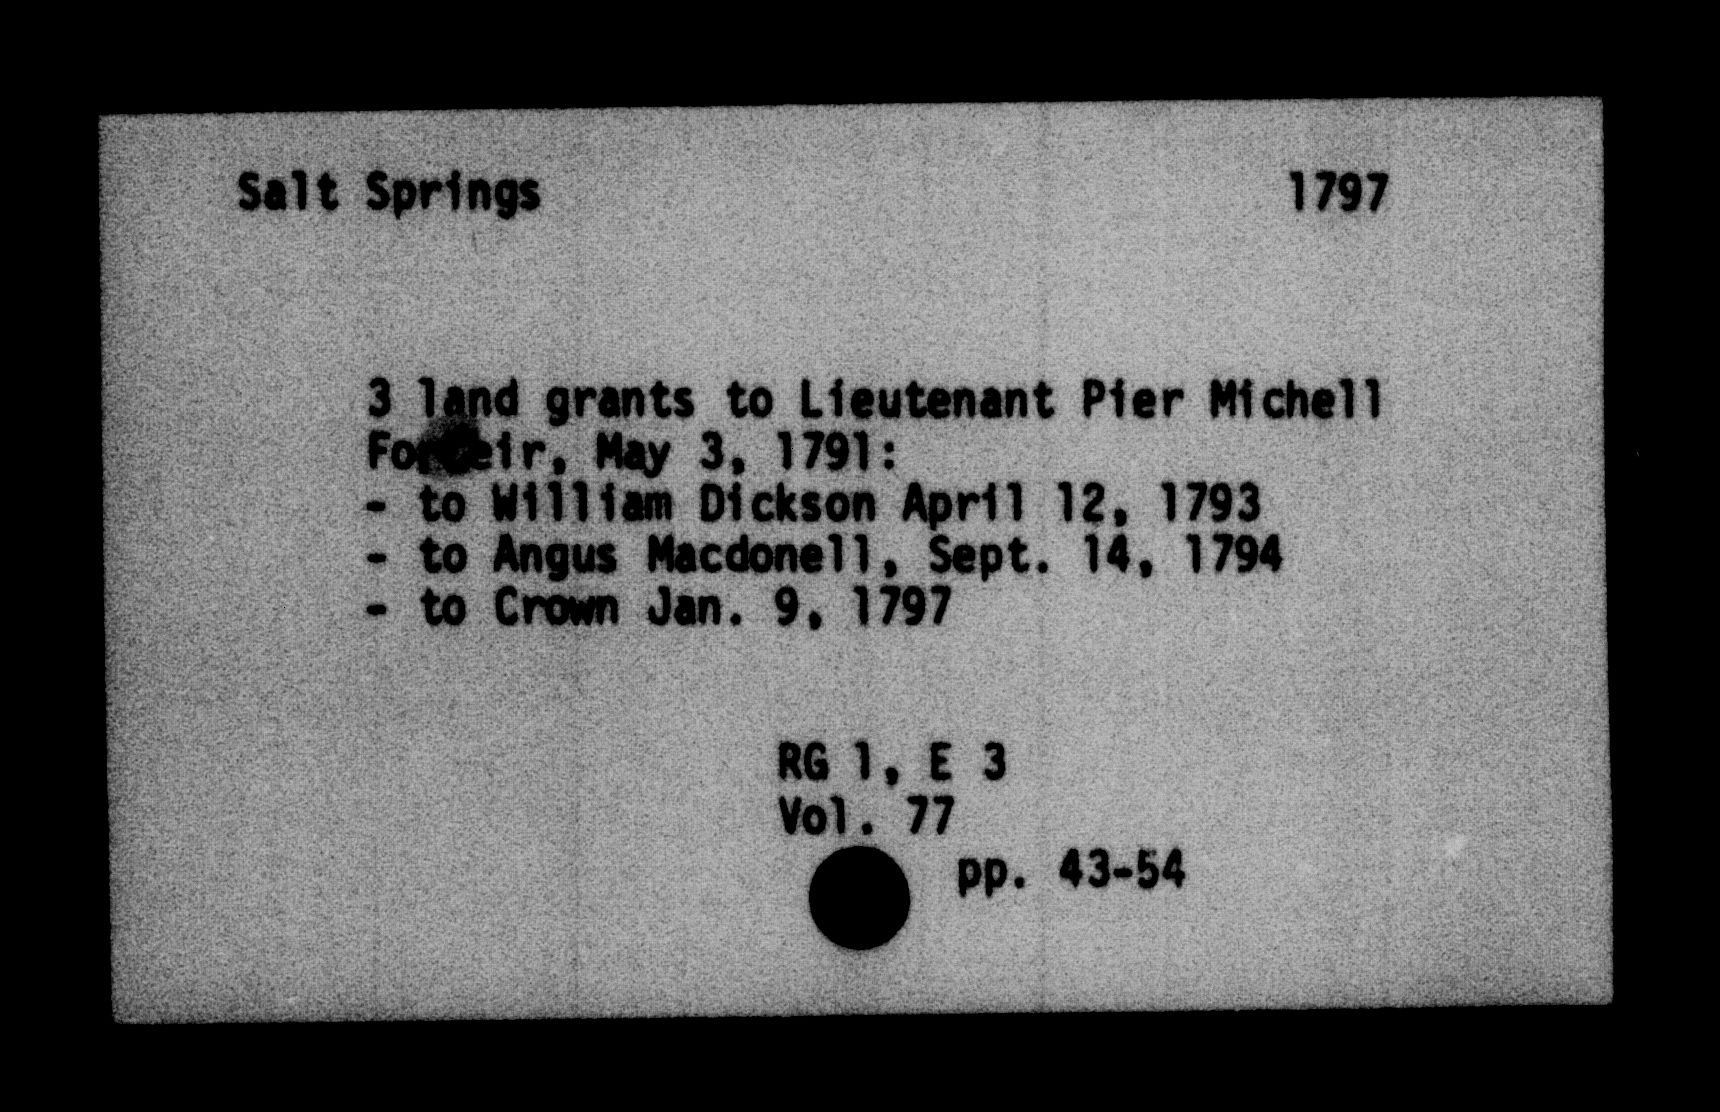 Salt Springs 1797
3 land grants to Lieutenant Pier Michell
May 3, 1791:
- to William Dickson April 12, 1793
- to Angus Macdonell, Sept. 14, 1794
- to Crown Jan. 9, 1797
RG 1, E 3
Vol. 77
pp. 43-54